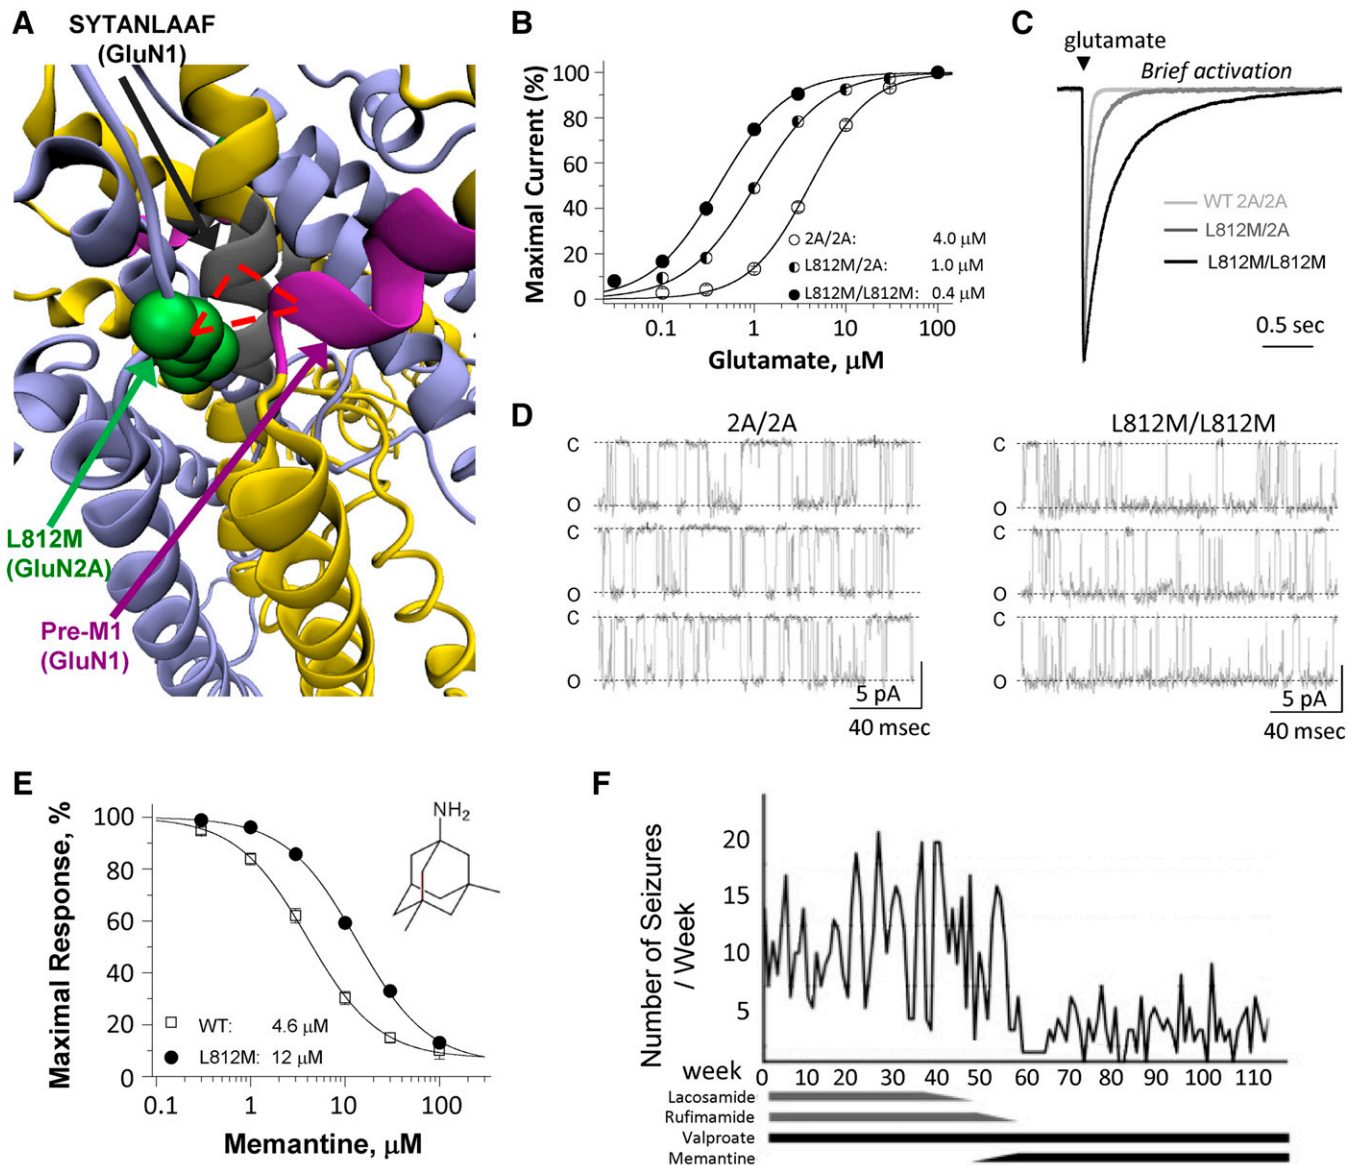 A
SYTANLAAF
(GluN1)
L812M
(GluN2A)
Pre-M1
(GluN1)
B
Maximal Current (%)
100
80
60
40
20
0
2A/2A: 4.0 μM
L812M/2A: 1.0 μM
L812M/L812M: 0.4 μM
0.1 1 10 100
Glutamate, μM
C
glutamate
Brief activation
WT 2A/2A
L812M/2A
L812M/L812M
0.5 sec
D
2A/2A
C
O
C
O
C
O
5 pA
40 msec
L812M/L812M
C
O
C
O
C
O
5 pA
40 msec
E
Maximal Response, %
100
80
60
40
20
0
NH2
WT: 4.6 μM
L812M: 12 μM
0.1 1 10 100
Memantine, μM
F
Number of Seizures
/ Week
20
15
10
5
week
0 10 20 30 40 50 60 70 80 90 100 110
Lacosamide
Rufimamide
Valproate
Memantine